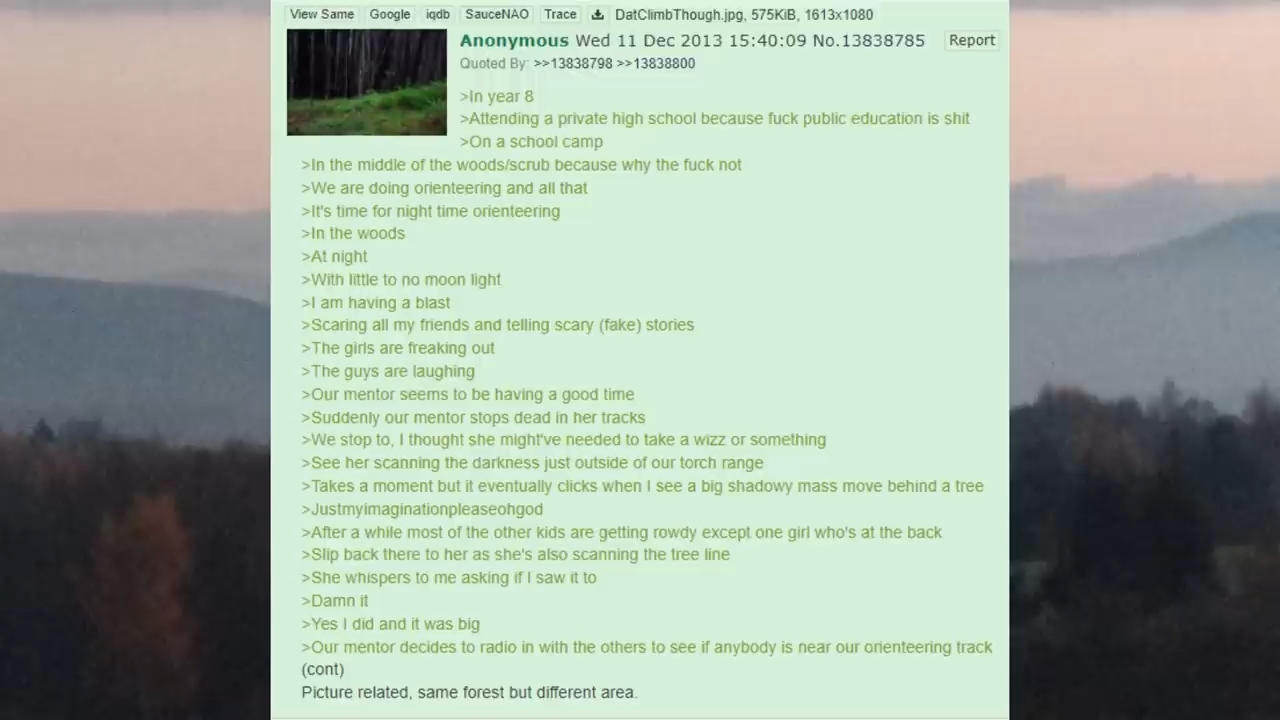 View Same Google iqdb SauceNAO Trace DatClimbThough.jpg, 575KiB, 1613x1080
Anonymous Wed 11 Dec 2013 15:40:09 No.13838785 Report
Quoted By: >>13838798 >>13838800
>In year 8
>Attending a private high school because fuck public education is shit
>On a school camp
>In the middle of the woods/scrub because why the fuck not
>We are doing orienteering and all that
>It's time for night time orienteering
>In the woods
>At night
>With little to no moon light
>I am having a blast
>Scaring all my friends and telling scary (fake) stories
>The girls are freaking out
>The guys are laughing
>Our mentor seems to be having a good time
>Suddenly our mentor stops dead in her tracks
>We stop to, I thought she might've needed to take a wizz or something
>See her scanning the darkness just outside of our torch range
>Takes a moment but it eventually clicks when I see a big shadowy mass move behind a tree
>Justmyimaginationpleaseohgod
>After a while most of the other kids are getting rowdy except one girl who's at the back
>Slip back there to her as she's also scanning the tree line
>She whispers to me asking if I saw it to
>Damn it
>Yes I did and it was big
>Our mentor decides to radio in with the others to see if anybody is near our orienteering track
(cont)
Picture related, same forest but different area.